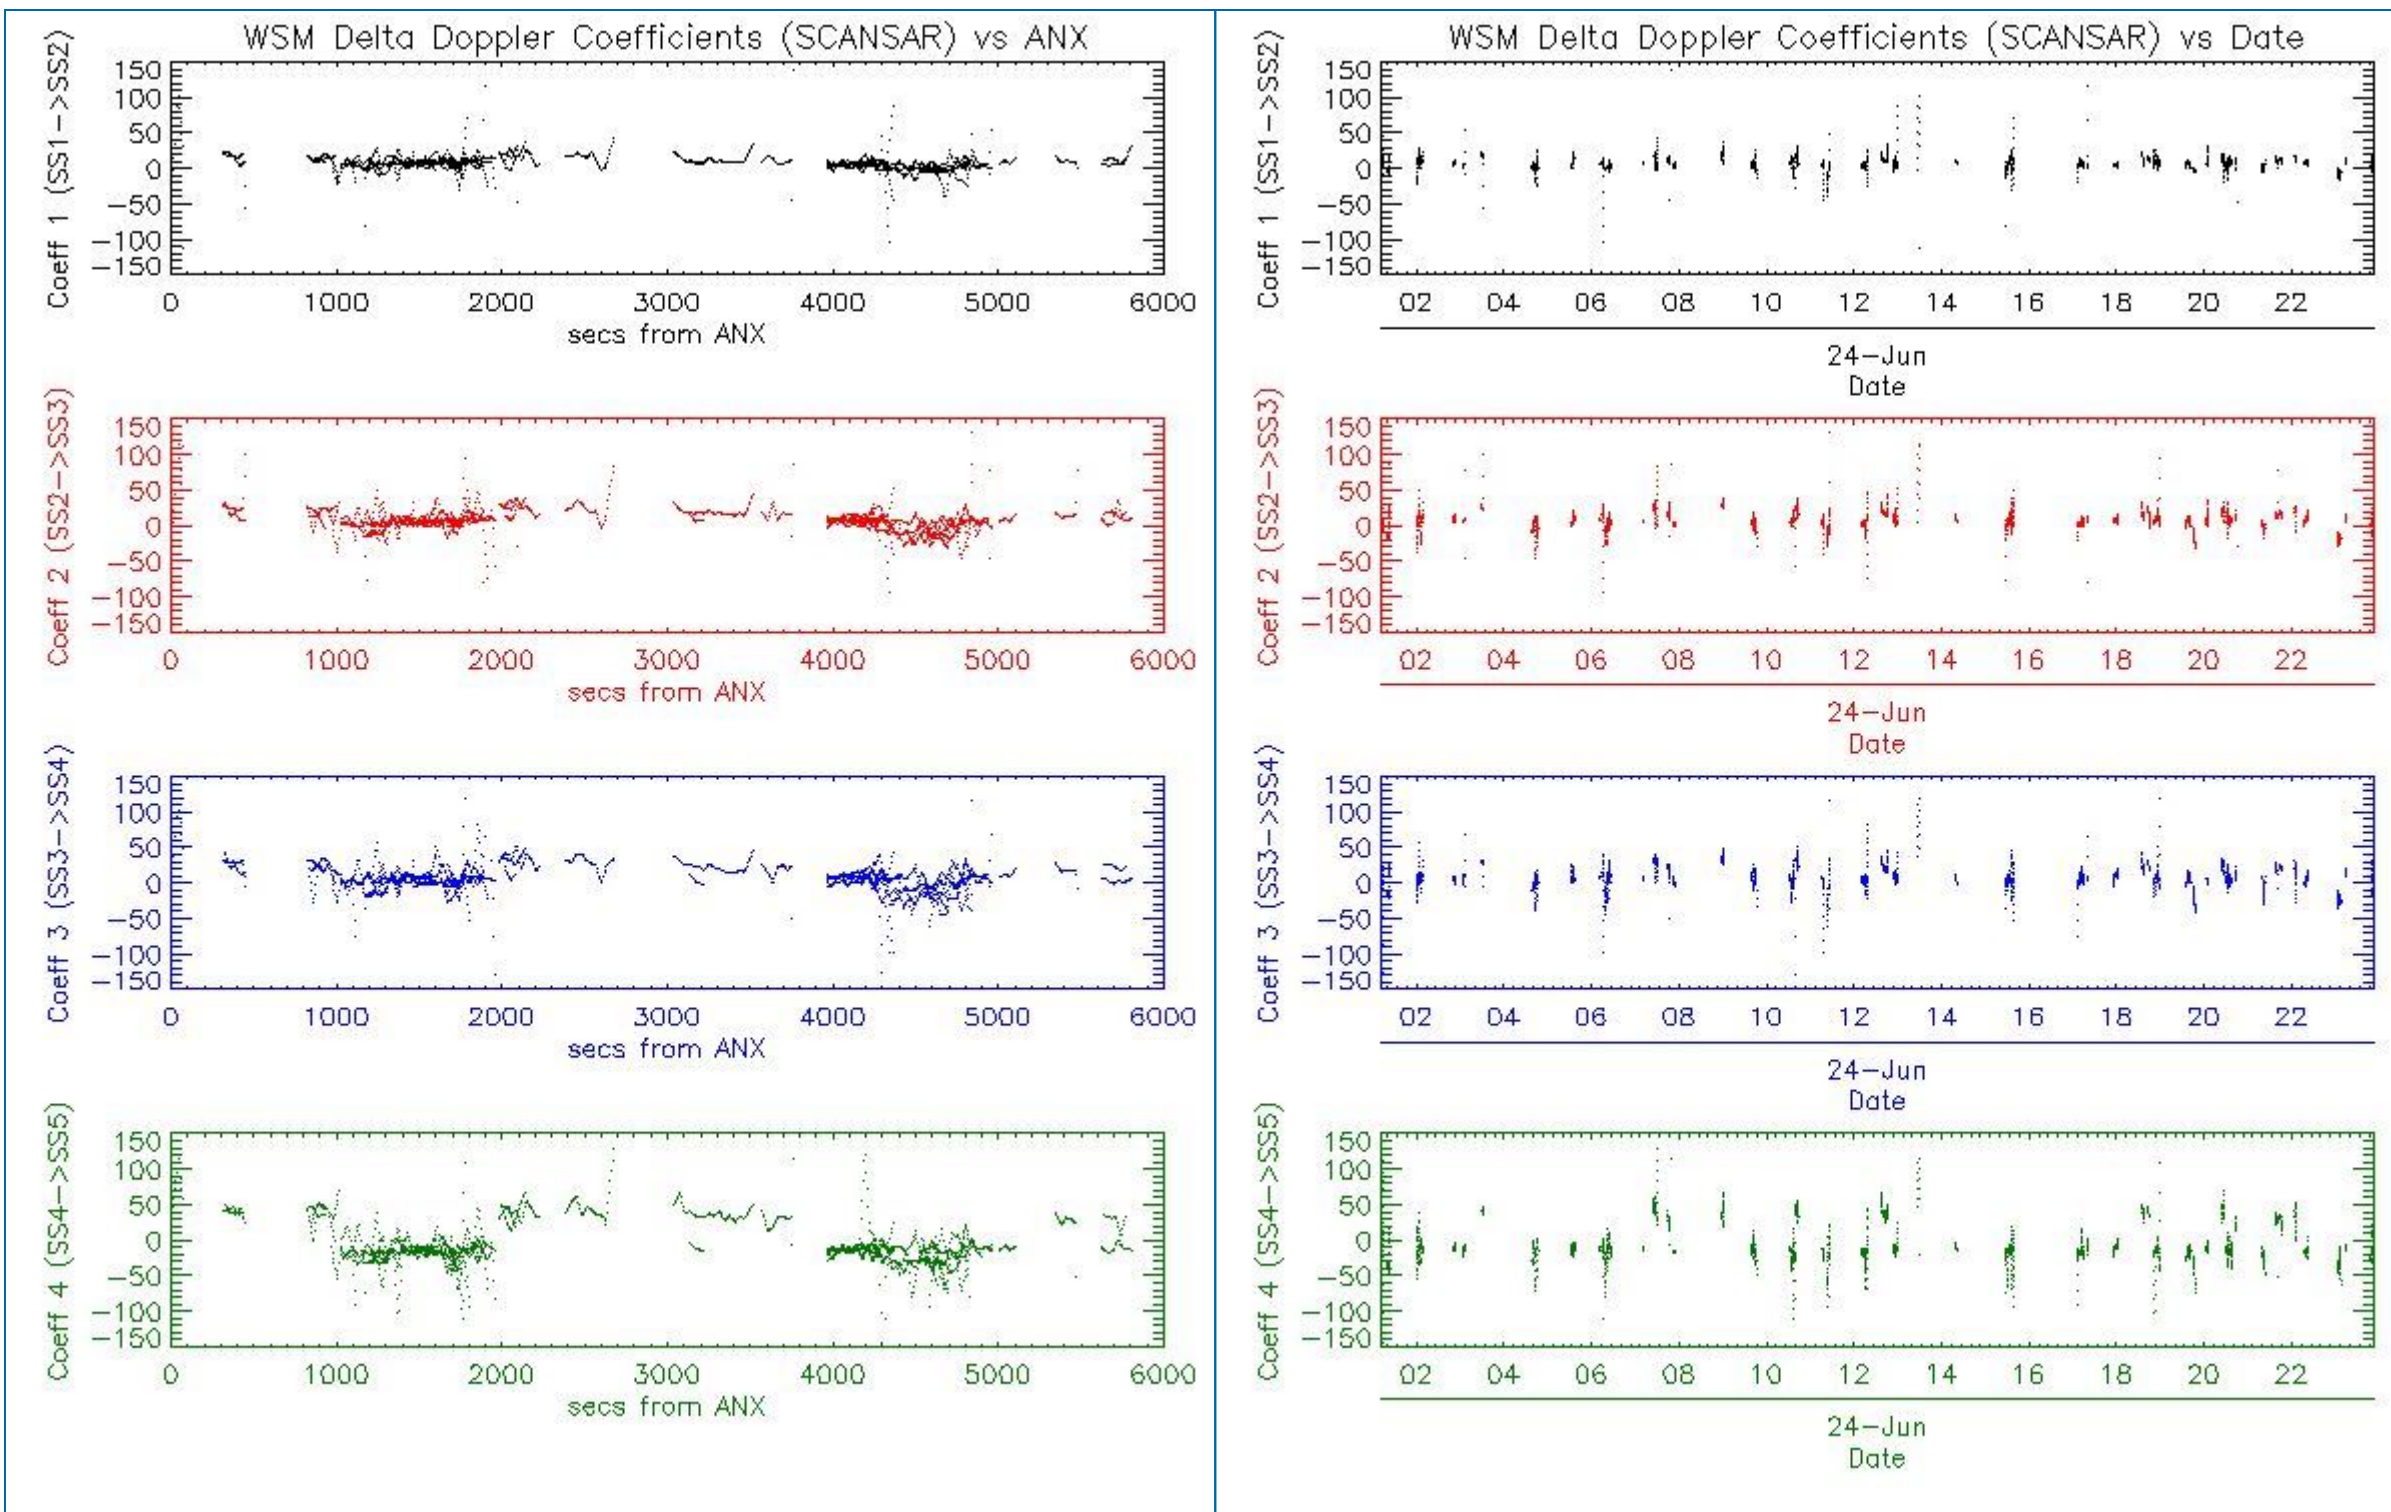 WSM Delta Doppler Coefficients (SCANSAR) vs ANX
Coeff 1 (SS1->SS2)
150
100
50
0
-50
-100
-150
0 1000 2000 3000 4000 5000 6000
secs from ANX
Coeff 2 (SS2->SS3)
150
100
50
0
-50
-100
-150
0 1000 2000 3000 4000 5000 6000
secs from ANX
Coeff 3 (SS3->SS4)
150
100
50
0
-50
-100
-150
0 1000 2000 3000 4000 5000 6000
secs from ANX
Coeff 4 (SS4->SS5)
150
100
50
0
-50
-100
-150
0 1000 2000 3000 4000 5000 6000
secs from ANX
WSM Delta Doppler Coefficients (SCANSAR) vs Date
Coeff 1 (SS1->SS2)
150
100
50
0
-50
-100
-150
02 04 06 08 10 12 14 16 18 20 22
24-Jun
Date
Coeff 2 (SS2->SS3)
150
100
50
0
-50
-100
-150
02 04 06 08 10 12 14 16 18 20 22
24-Jun
Date
Coeff 3 (SS3->SS4)
150
100
50
0
-50
-100
-150
02 04 06 08 10 12 14 16 18 20 22
24-Jun
Date
Coeff 4 (SS4->SS5)
150
100
50
0
-50
-100
-150
02 04 06 08 10 12 14 16 18 20 22
24-Jun
Date